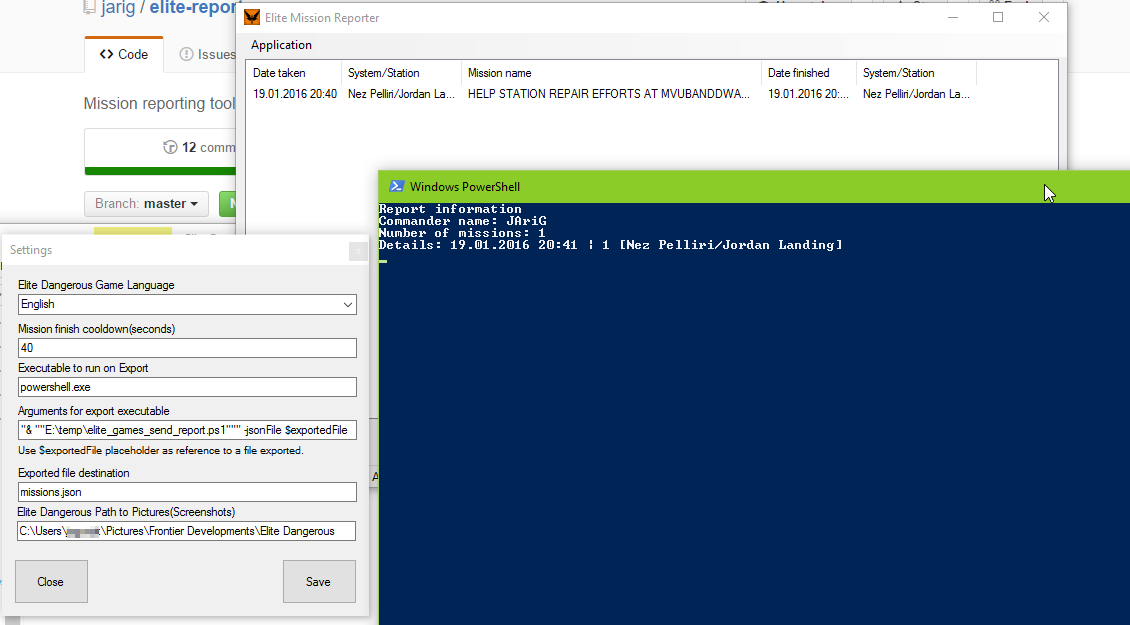 jarig / elite-repor
Code
Issues
Mission reporting tool
12 comm
Branch: master
Elite Mission Reporter
Application
Date taken System/Station Mission name Date finished System/Station
19.01.2016 20:40 Nez Pelliri/Jordan La... HELP STATION REPAIR EFFORTS AT MVUBANDDWA... 19.01.2016 20:... Nez Pelliri/Jordan La...
Windows PowerShell
Report information
Commander name: JAriG
Number of missions: 1
Details: 19.01.2016 20:41 | 1 [Nez Pelliri/Jordan Landing]
Settings
Elite Dangerous Game Language
English
Mission finish cooldown(seconds)
40
Executable to run on Export
powershell.exe
Arguments for export executable
"& ""E:\temp\elite_games_send_report.ps1""" -jsonFile $exportedFile
Use $exportedFile placeholder as reference to a file exported.
Exported file destination
missions.json
Elite Dangerous Path to Pictures(Screenshots)
C:\Users\ \Pictures\Frontier Developments\Elite Dangerous
Close
Save